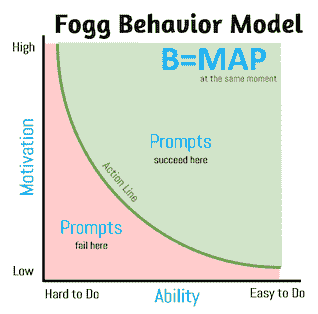 Fogg Behavior Model
High
B=MAP
at the same moment
Motivation
Prompts
succeed here
Action Line
Prompts
fail here
Low
Hard to Do
Ability
Easy to Do